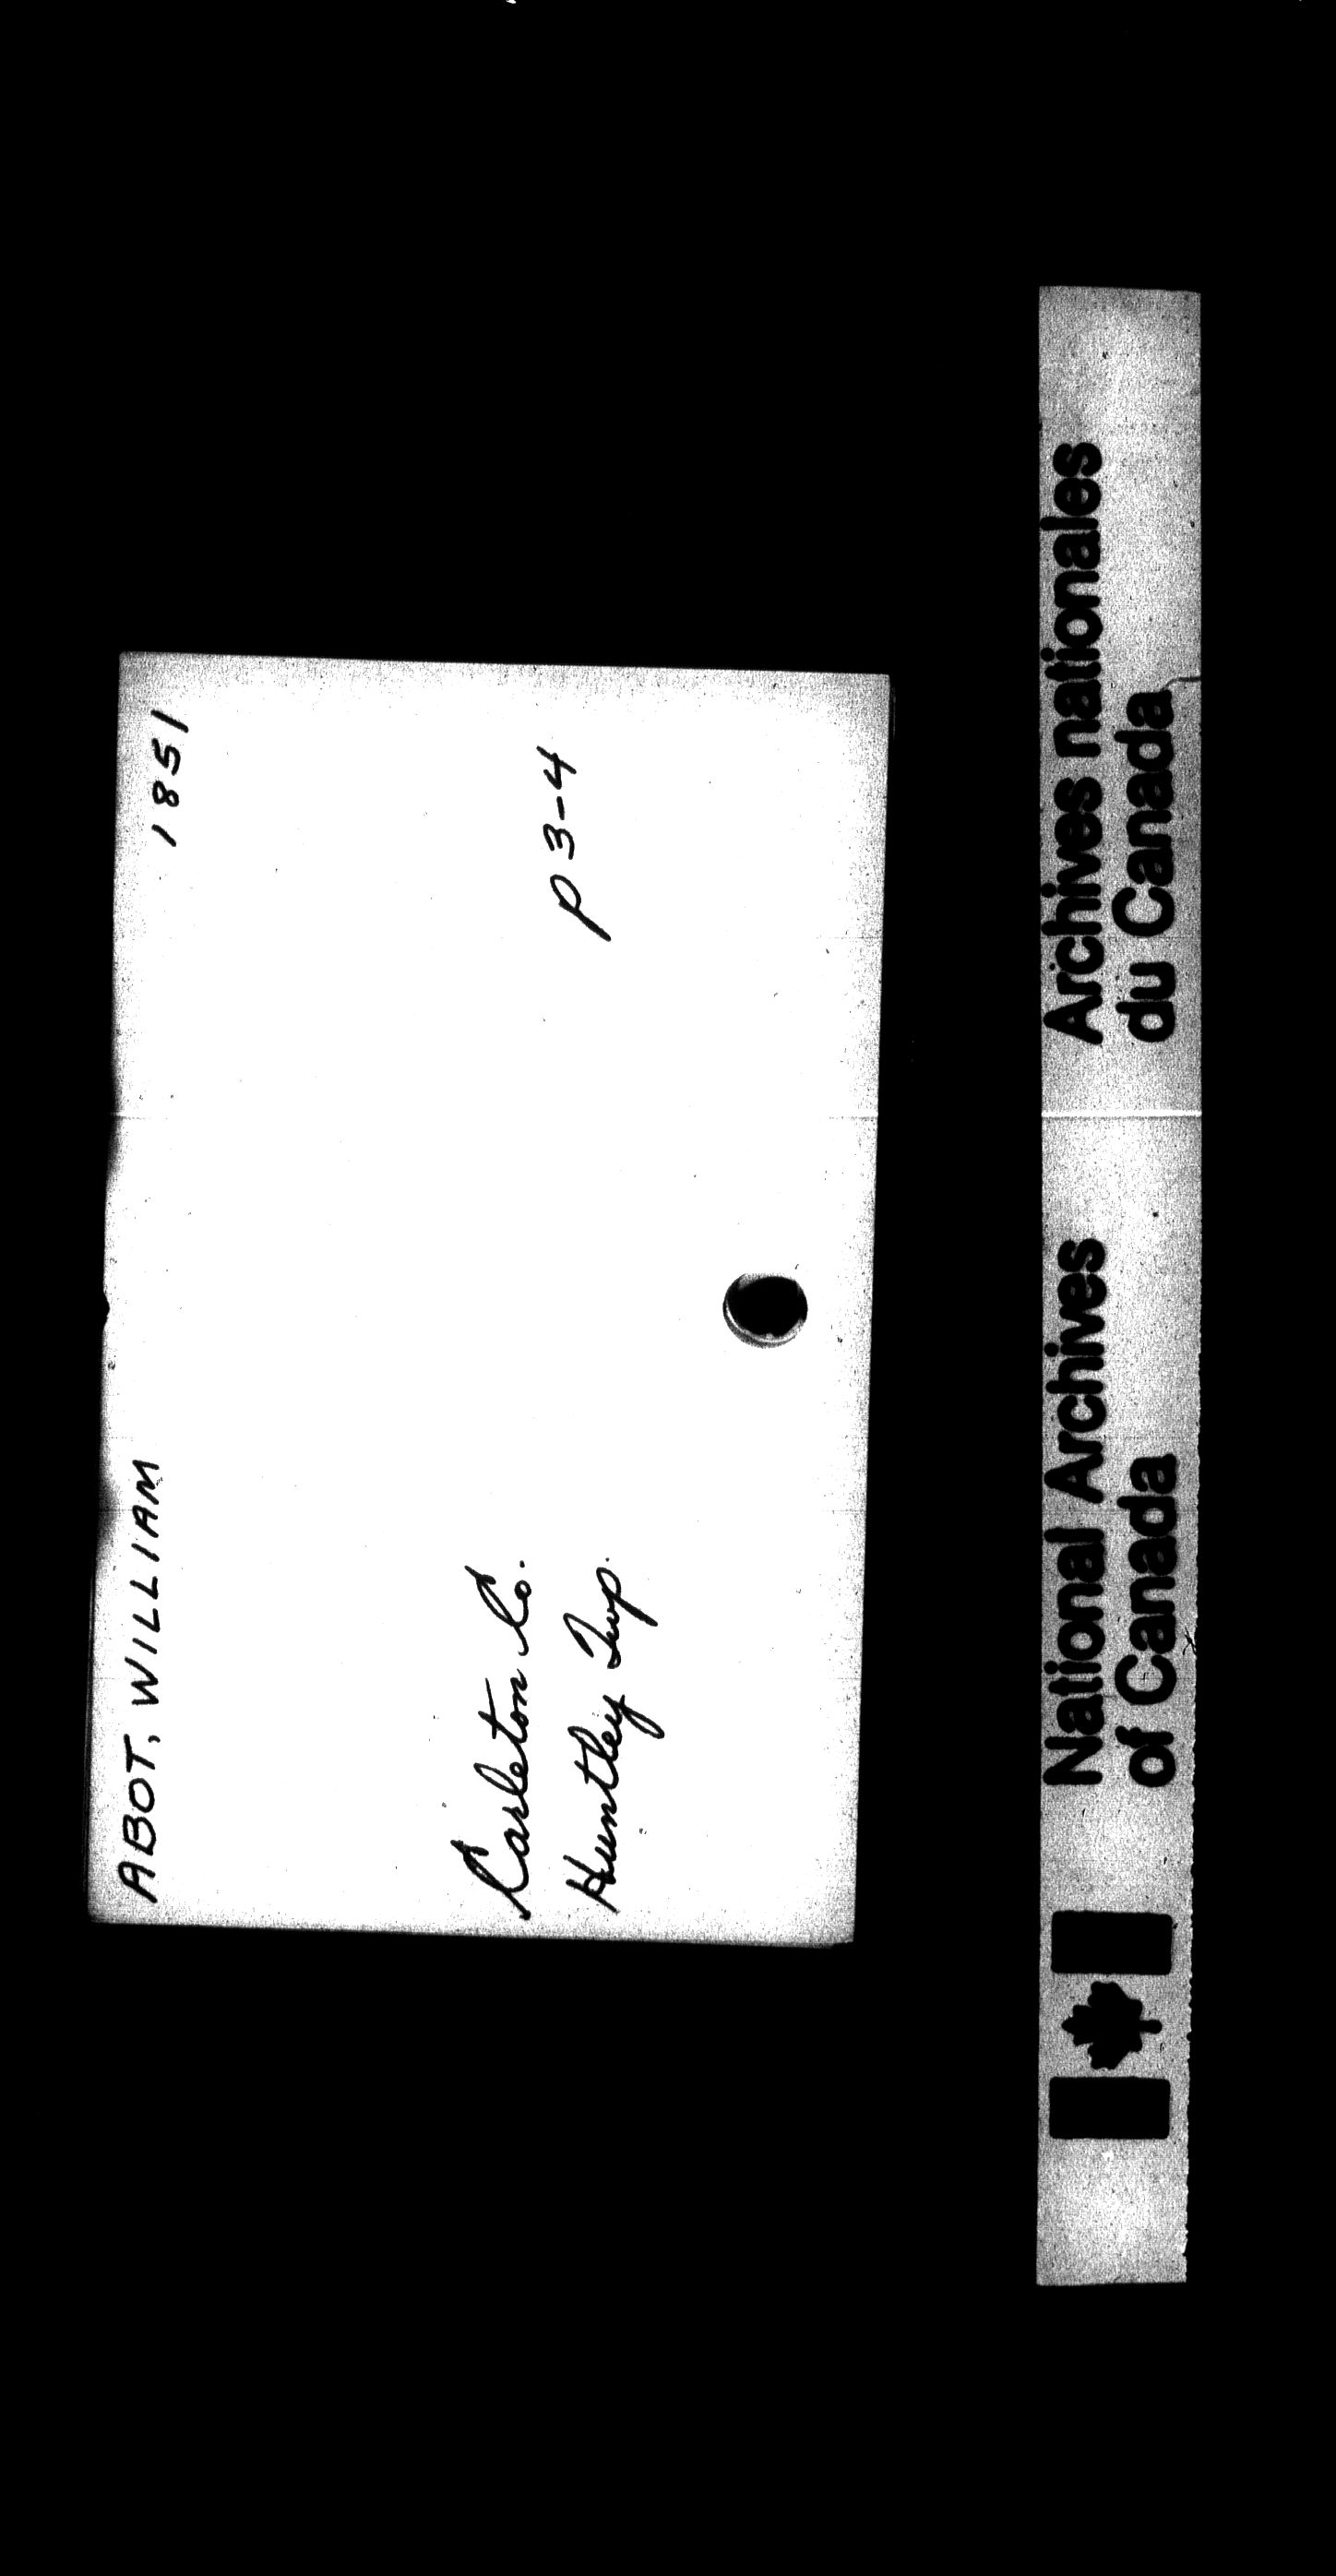 ABOT, WILLIAM 1851
Carleton Co. P 3-4
Huntley Twp.
National Archives Archives nationales
of Canada du Canada